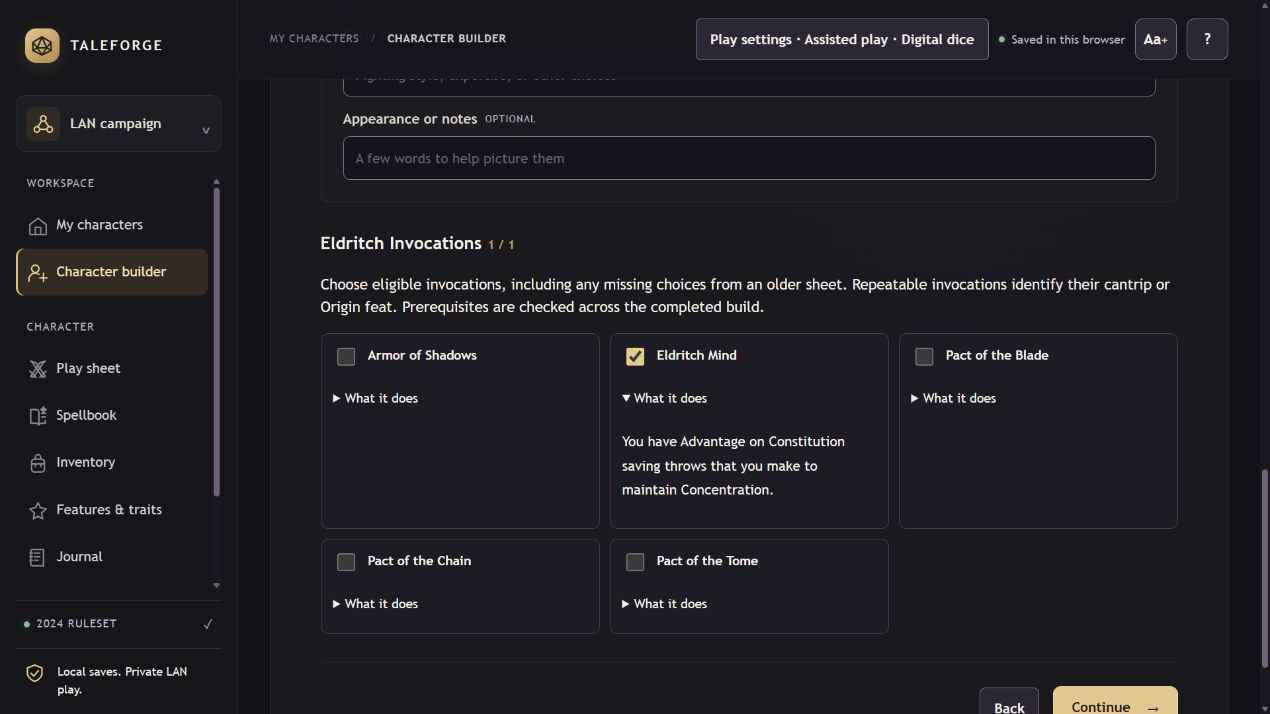 TALEFORGE
LAN campaign
WORKSPACE
My characters
Character builder
CHARACTER
Play sheet
Spellbook
Inventory
Features & traits
Journal
2024 RULESET
Local saves. Private LAN
play.
MY CHARACTERS / CHARACTER BUILDER
Play settings · Assisted play · Digital dice
Saved in this browser
Aa+
?
Appearance or notes OPTIONAL
A few words to help picture them
Eldritch Invocations 1 / 1
Choose eligible invocations, including any missing choices from an older sheet. Repeatable invocations identify their cantrip or
Origin feat. Prerequisites are checked across the completed build.
Armor of Shadows
What it does
Eldritch Mind
What it does
You have Advantage on Constitution
saving throws that you make to
maintain Concentration.
Pact of the Blade
What it does
Pact of the Chain
What it does
Pact of the Tome
What it does
Back
Continue →